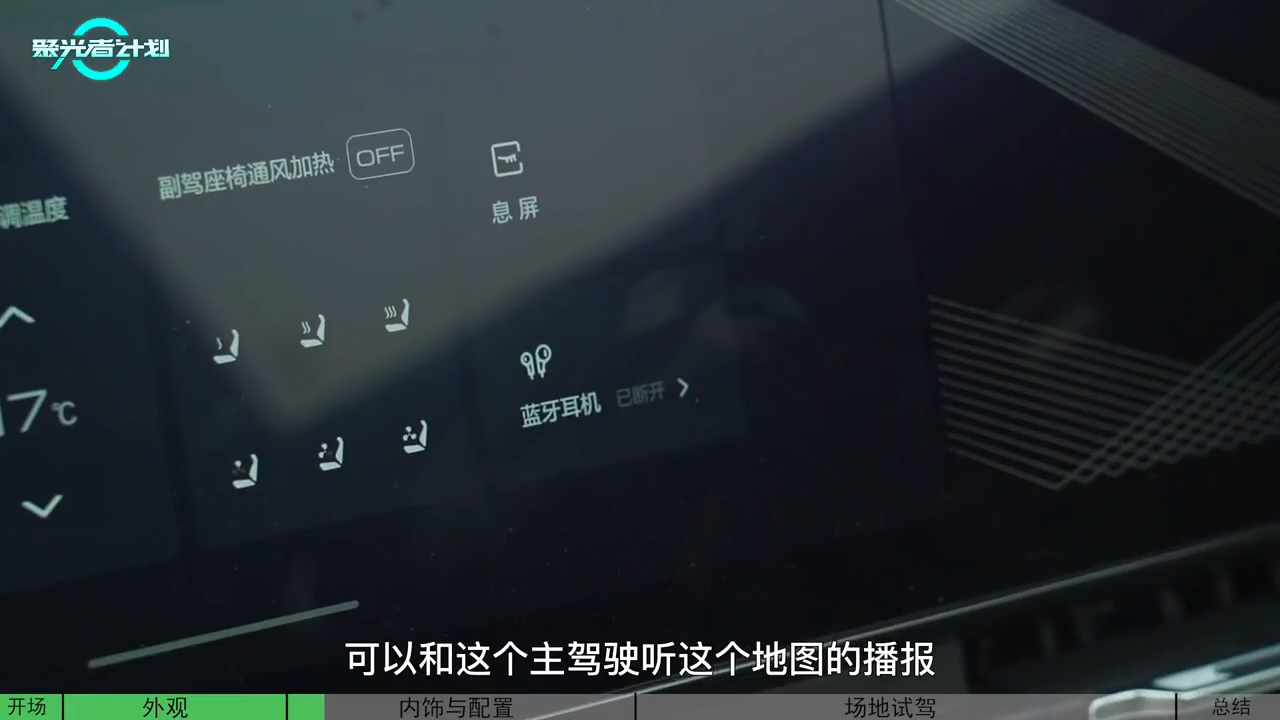 聚光者计划
副驾座椅通风加热 OFF
息屏
调温度
17℃
蓝牙耳机 已断开
可以和这个主驾驶听这个地图的播报
开场 外观 内饰与配置 场地试驾 总结